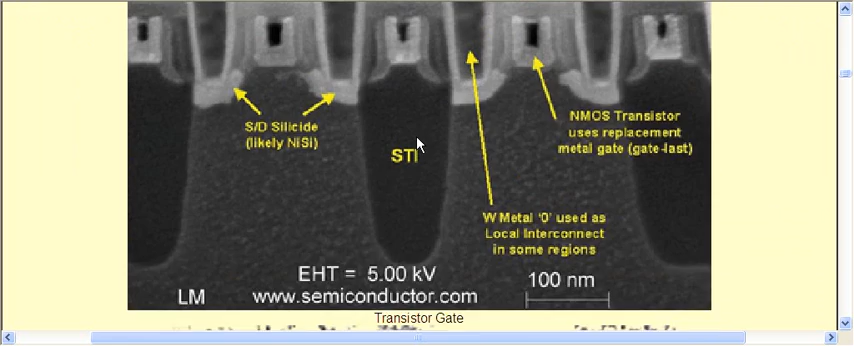 S/D Silicide
(likely NiSi)
STI
NMOS Transistor
uses replacement
metal gate (gate-last)
W Metal '0' used as
Local Interconnect
in some regions
EHT = 5.00 kV
100 nm
LM
www.semiconductor.com
Transistor Gate